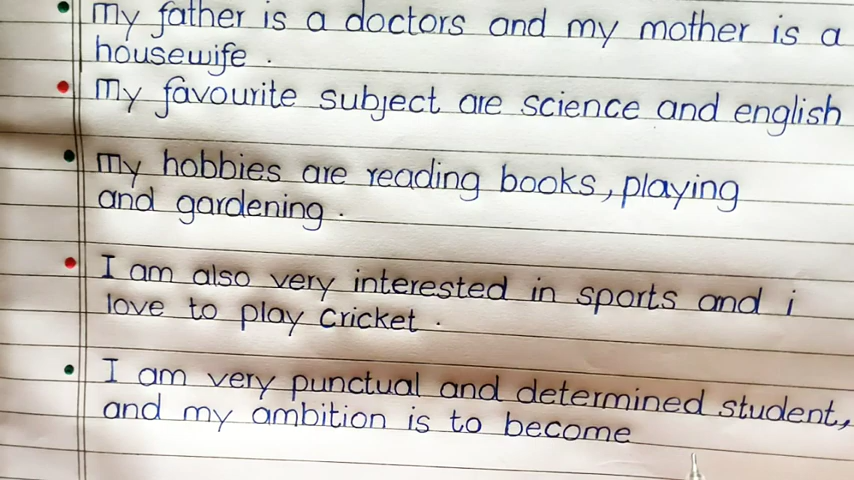 my father is a doctors and my mother is a
housewife .
my favourite subject are science and english
my hobbies are reading books, playing
and gardening .
I am also very interested in sports and i
love to play cricket .
I am very punctual and determined student,
and my ambition is to become